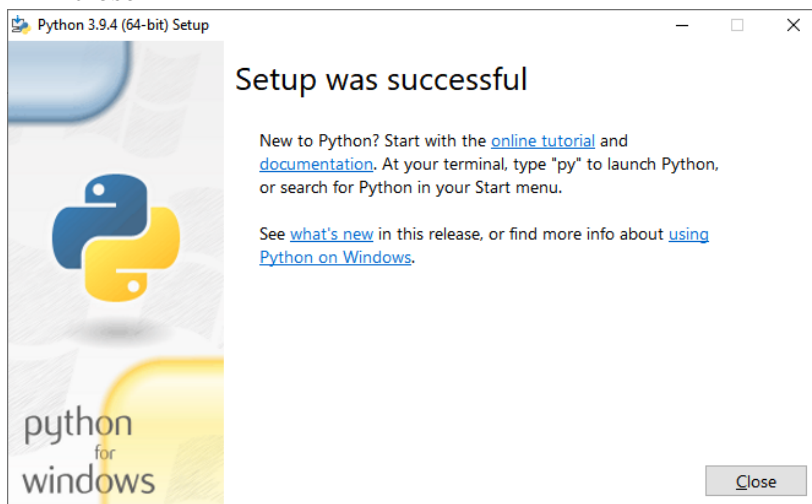 Python 3.9.4 (64-bit) Setup
Setup was successful
New to Python? Start with the online tutorial and
documentation. At your terminal, type "py" to launch Python,
or search for Python in your Start menu.
See what's new in this release, or find more info about using
Python on Windows.
python
for
windows
Close